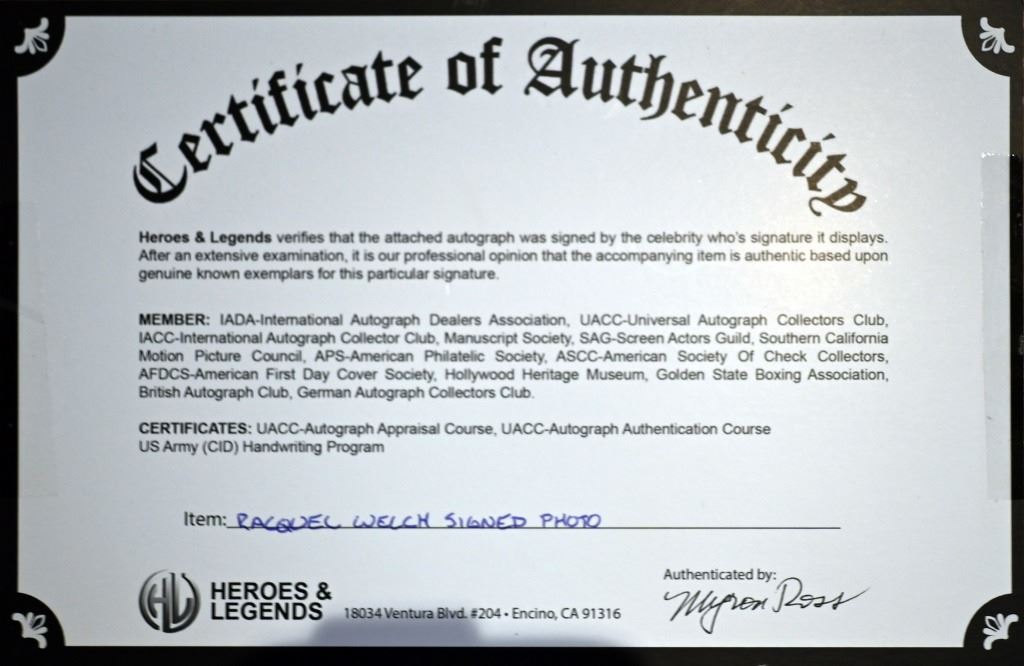 Certificate of Authenticity
Heroes & Legends verifies that the attached autograph was signed by the celebrity who's signature it displays.
After an extensive examination, it is our professional opinion that the accompanying item is authentic based upon
genuine known exemplars for this particular signature.
MEMBER: IADA-International Autograph Dealers Association, UACC-Universal Autograph Collectors Club,
IACC-International Autograph Collector Club, Manuscript Society, SAG-Screen Actors Guild, Southern California
Motion Picture Council, APS-American Philatelic Society, ASCC-American Society Of Check Collectors,
AFDCS-American First Day Cover Society, Hollywood Heritage Museum, Golden State Boxing Association,
British Autograph Club, German Autograph Collectors Club.
CERTIFICATES: UACC-Autograph Appraisal Course, UACC-Autograph Authentication Course
US Army (CID) Handwriting Program
Item: RACQUEL WELCH SIGNED PHOTO
HL HEROES &
LEGENDS 18034 Ventura Blvd. #204 • Encino, CA 91316
Authenticated by:
Myron Ross